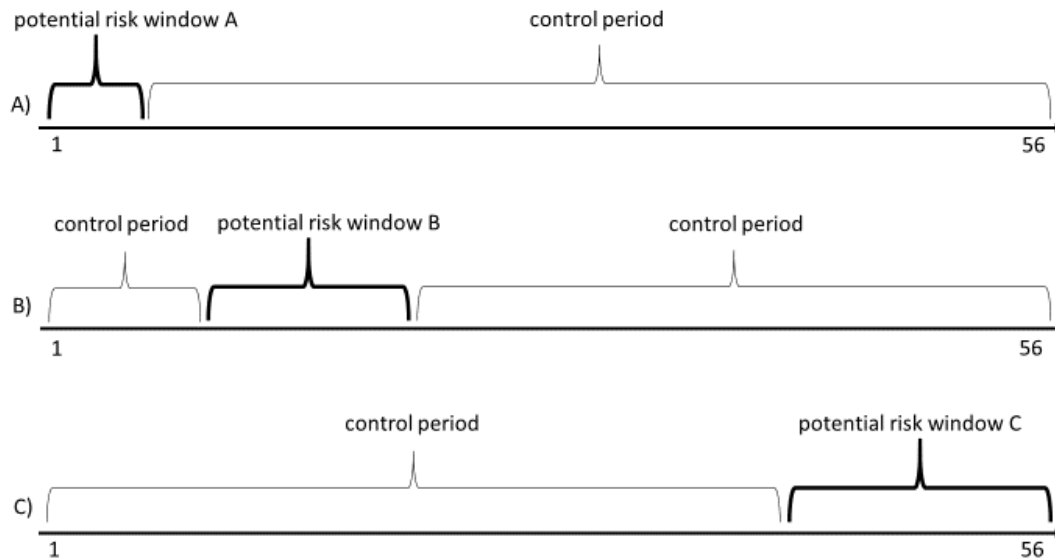 potential risk window A control period
A)
1 56
control period potential risk window B control period
B)
1 56
control period potential risk window C
C)
1 56